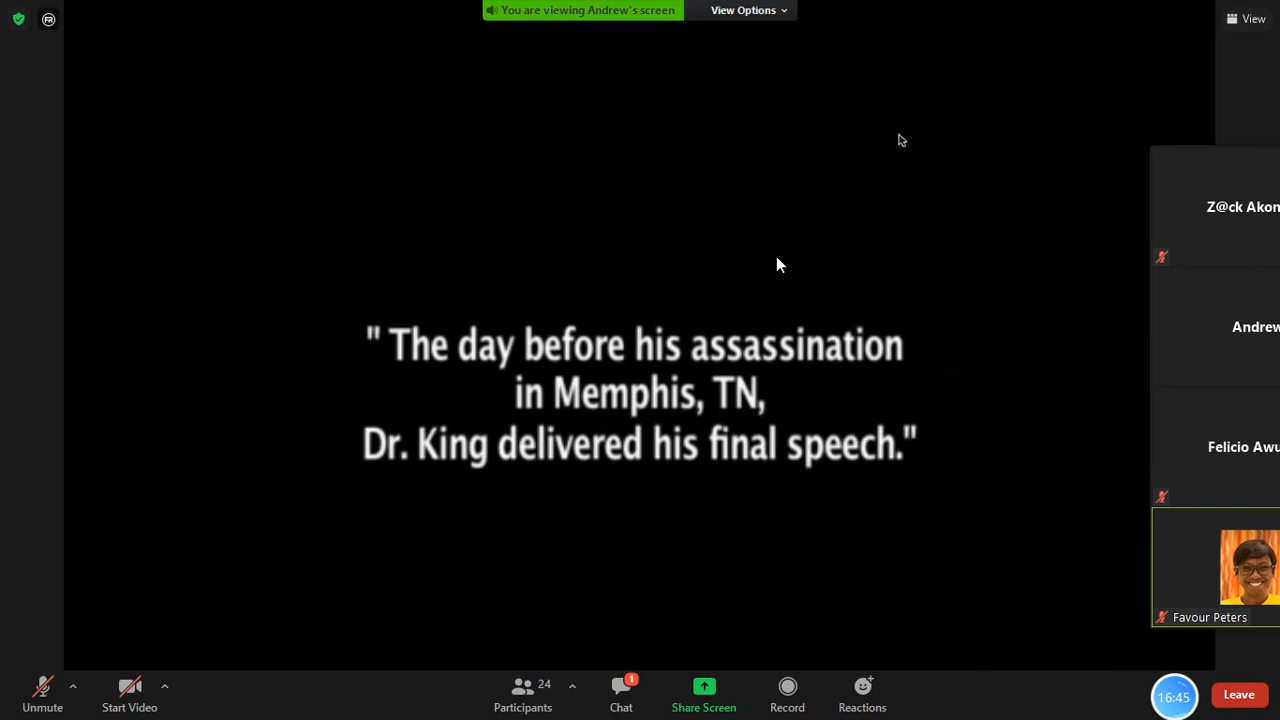 You are viewing Andrew's screen
View Options
View
FR
" The day before his assassination
in Memphis, TN,
Dr. King delivered his final speech."
Z@ck Akon
Andrew
Felicio Awu
Favour Peters
Unmute
Start Video
24
Participants
1
Chat
Share Screen
Record
Reactions
16:45
Leave